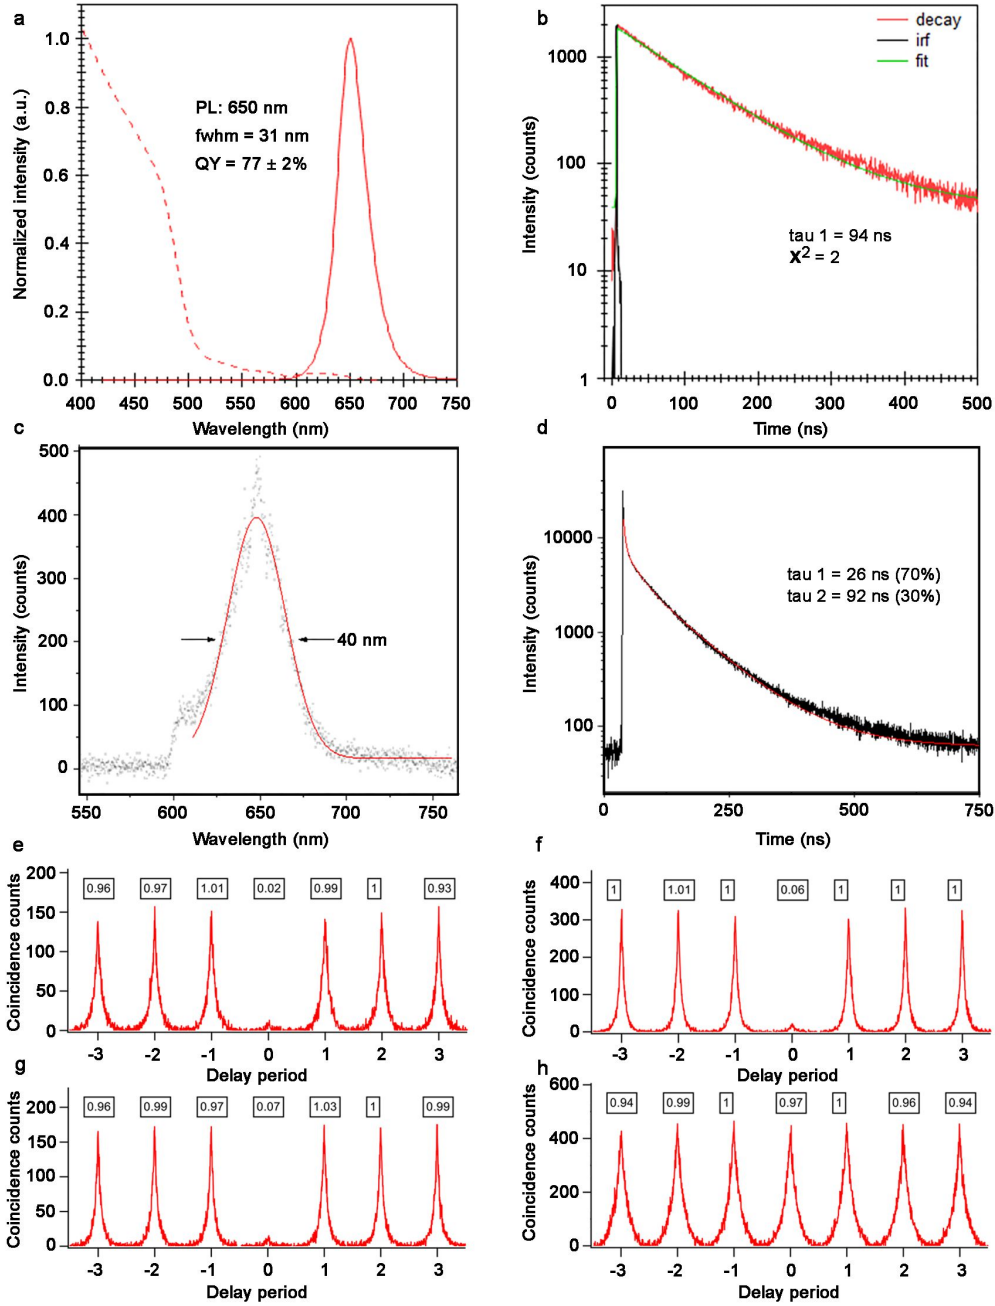 a
1.0
0.8
0.6
0.4
0.2
0.0
Normalized intensity (a.u.)
PL: 650 nm
fwhm = 31 nm
QY = 77 ± 2%
400 450 500 550 600 650 700 750
Wavelength (nm)
b
1000
100
10
1
Intensity (counts)
decay
irf
fit
tau 1 = 94 ns
X² = 2
0 100 200 300 400 500
Time (ns)
c
500
400
300
200
100
0
Intensity (counts)
40 nm
550 600 650 700 750
Wavelength (nm)
d
10000
1000
100
Intensity (counts)
tau 1 = 26 ns (70%)
tau 2 = 92 ns (30%)
0 250 500 750
Time (ns)
e
200
150
100
50
0
Coincidence counts
0.96 0.97 1.01 0.02 0.99 1 0.93
-3 -2 -1 0 1 2 3
Delay period
f
400
300
200
100
0
Coincidence counts
1 1.01 1 0.06 1 1 1
-3 -2 -1 0 1 2 3
Delay period
g
200
150
100
50
0
Coincidence counts
0.96 0.99 0.97 0.07 1.03 1 0.99
-3 -2 -1 0 1 2 3
Delay period
h
600
400
200
0
Coincidence counts
0.94 0.99 1 0.97 1 0.96 0.94
-3 -2 -1 0 1 2 3
Delay period